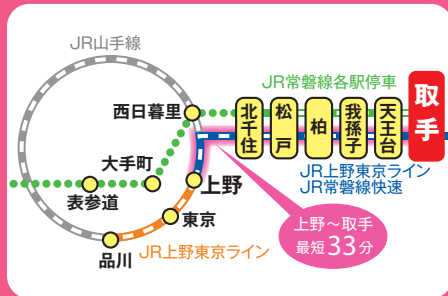 JR山手線
JR常磐線各駅停車
西日暮里
北千住
松戸
柏
我孫子
天王台
取手
大手町
上野
JR上野東京ライン
JR常磐線快速
表参道
東京
上野～取手
最短33分
品川
JR上野東京ライン